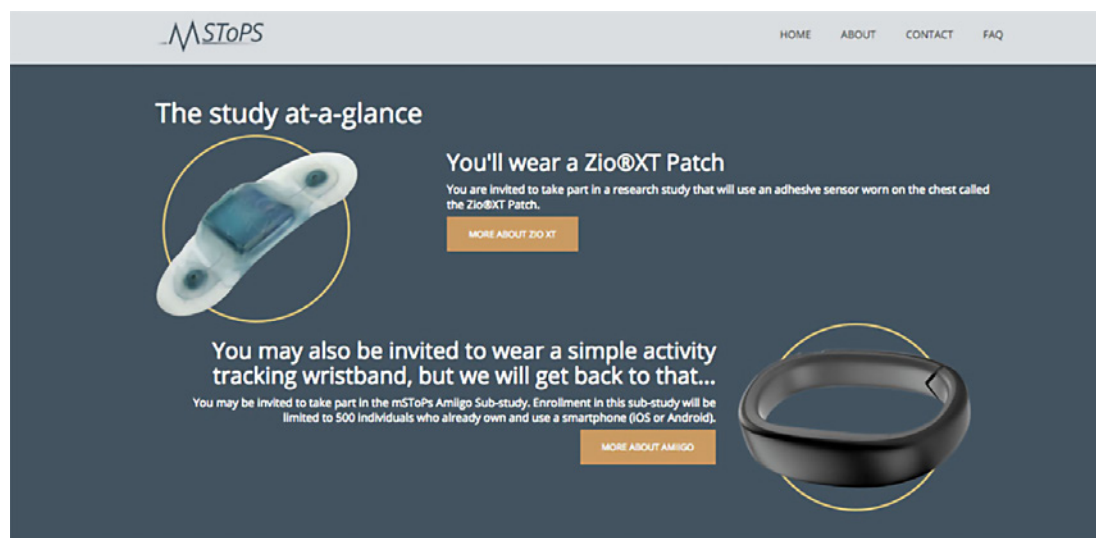 MSToPS
HOME ABOUT CONTACT FAQ
The study at-a-glance
You'll wear a Zio®XT Patch
You are invited to take part in a research study that will use an adhesive sensor worn on the chest called
the Zio®XT Patch.
MORE ABOUT ZIO XT
You may also be invited to wear a simple activity
tracking wristband, but we will get back to that...
You may be invited to take part in the mSToPs Amiigo Sub-study. Enrollment in this sub-study will be
limited to 500 individuals who already own and use a smartphone (iOS or Android).
MORE ABOUT AMIIGO